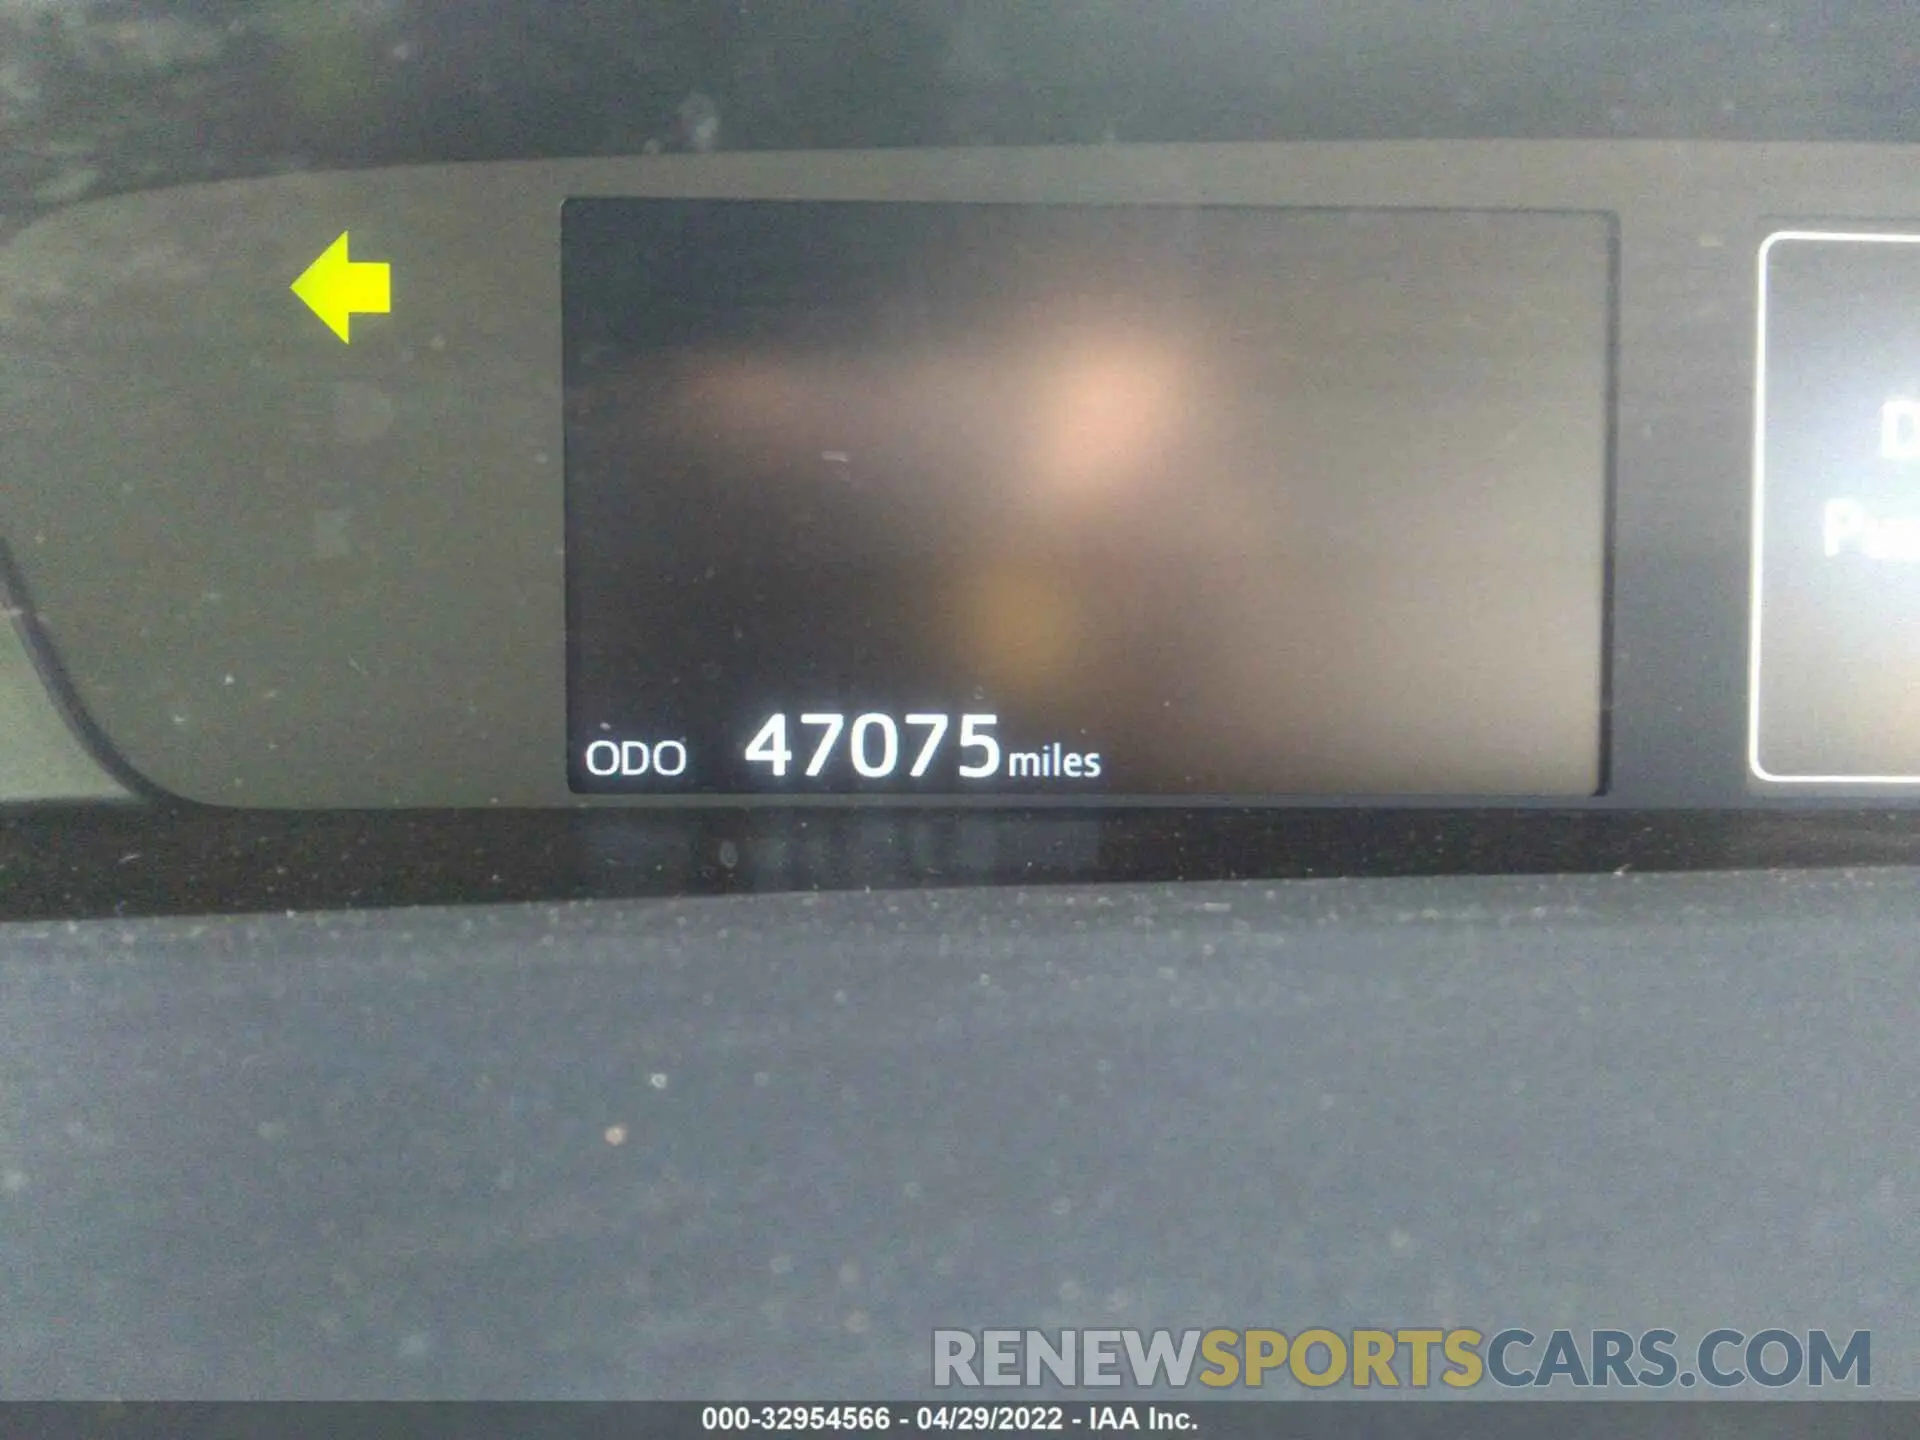 D
ODO 47075 miles
RENEWSPORTSCARS.COM
000-32954566 - 04/29/2022 - IAA Inc.